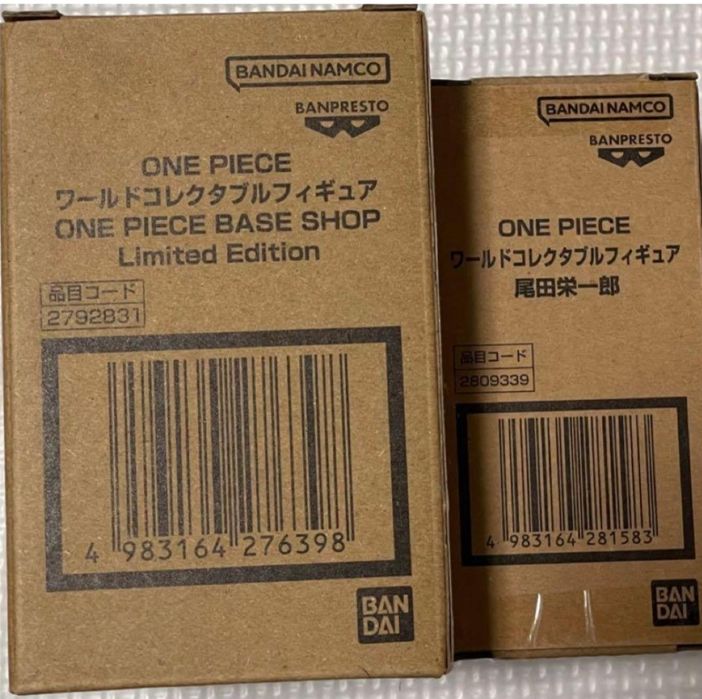 BANDAI NAMCO
BANPRESTO
ONE PIECE
ワールドコレクタブルフィギュア
ONE PIECE BASE SHOP
Limited Edition
品目コード
2792831
4 983164 276398
BAN
DAI
BANDAI NAMCO
BANPRESTO
ONE PIECE
ワールドコレクタブルフィギュア
尾田栄一郎
品目コード
2809339
4 983164 281583
BAN
DAI